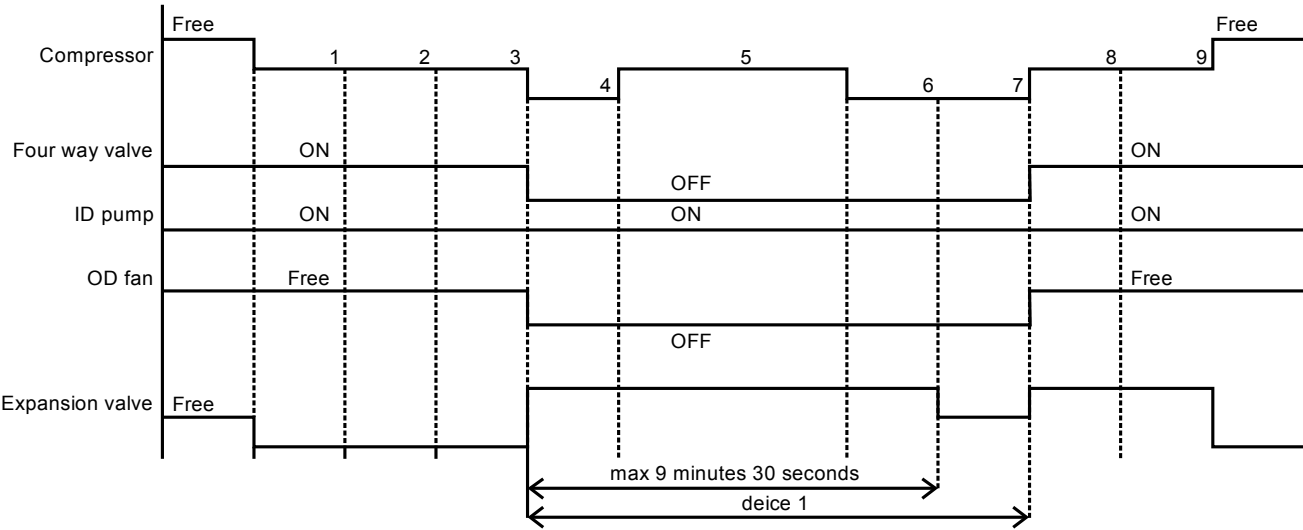 Free Free
Compressor 1 2 3 5 8 9
4 6 7
Four way valve ON ON
OFF
ID pump ON ON ON
OD fan Free Free
OFF
Expansion valve Free
max 9 minutes 30 seconds
deice 1